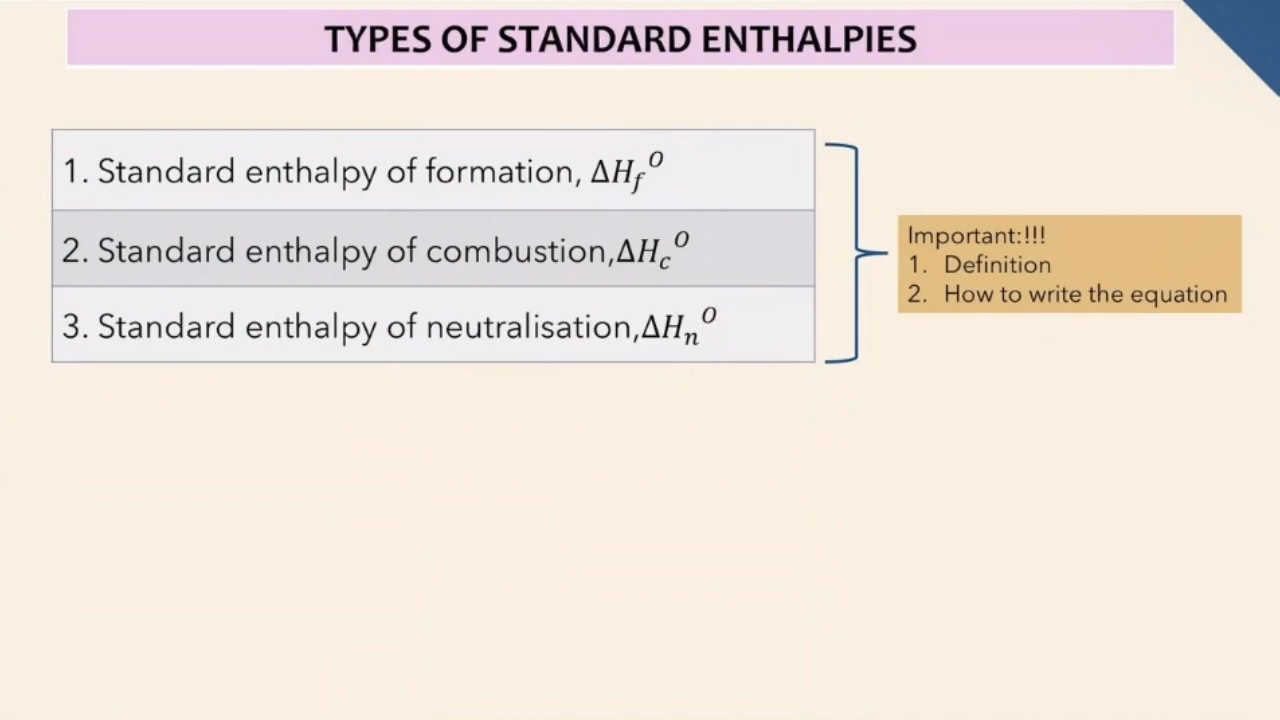 TYPES OF STANDARD ENTHALPIES
1. Standard enthalpy of formation, ΔH_f^O
2. Standard enthalpy of combustion,ΔH_c^O
3. Standard enthalpy of neutralisation,ΔH_n^O
Important:!!!
1. Definition
2. How to write the equation